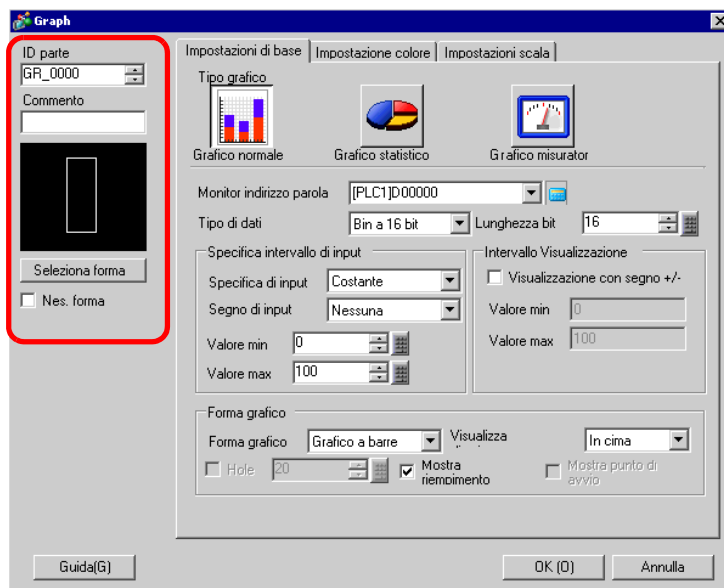 Graph
ID parte
GR_0000
Commento
Seleziona forma
Nes. forma
Impostazioni di base
Impostazione colore
Impostazioni scala
Tipo grafico
Grafico normale
Grafico statistico
Grafico misurator
Monitor indirizzo parola
[PLC1]D00000
Tipo di dati
Bin a 16 bit
Lunghezza bit
16
Specifica intervallo di input
Specifica di input
Costante
Segno di input
Nessuna
Valore min
0
Valore max
100
Intervallo Visualizzazione
Visualizzazione con segno +/-
Valore min
0
Valore max
100
Forma grafico
Forma grafico
Grafico a barre
Visualizza
In cima
Hole
20
Mostra
riempimento
Mostra punto di
avvio
Guida(G)
OK (O)
Annulla